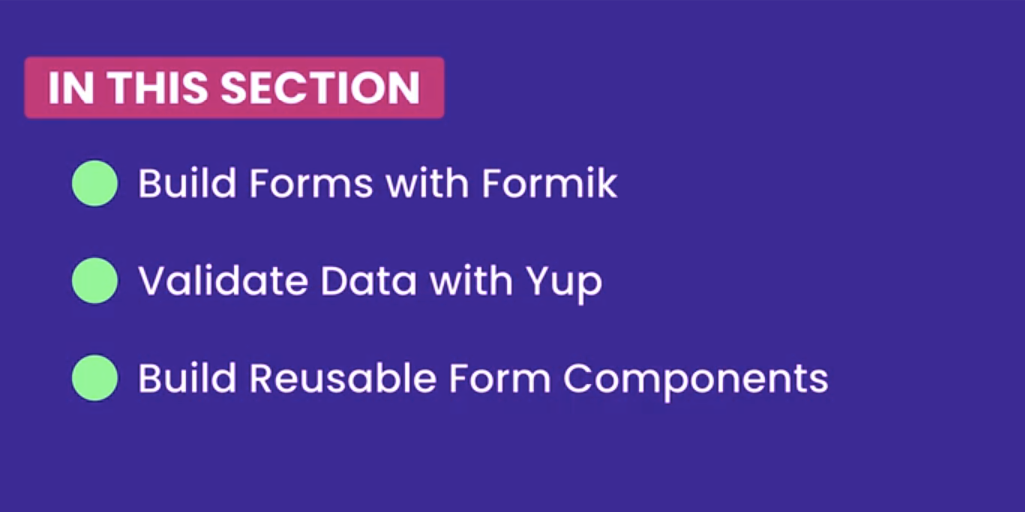 IN THIS SECTION
Build Forms with Formik
Validate Data with Yup
Build Reusable Form Components